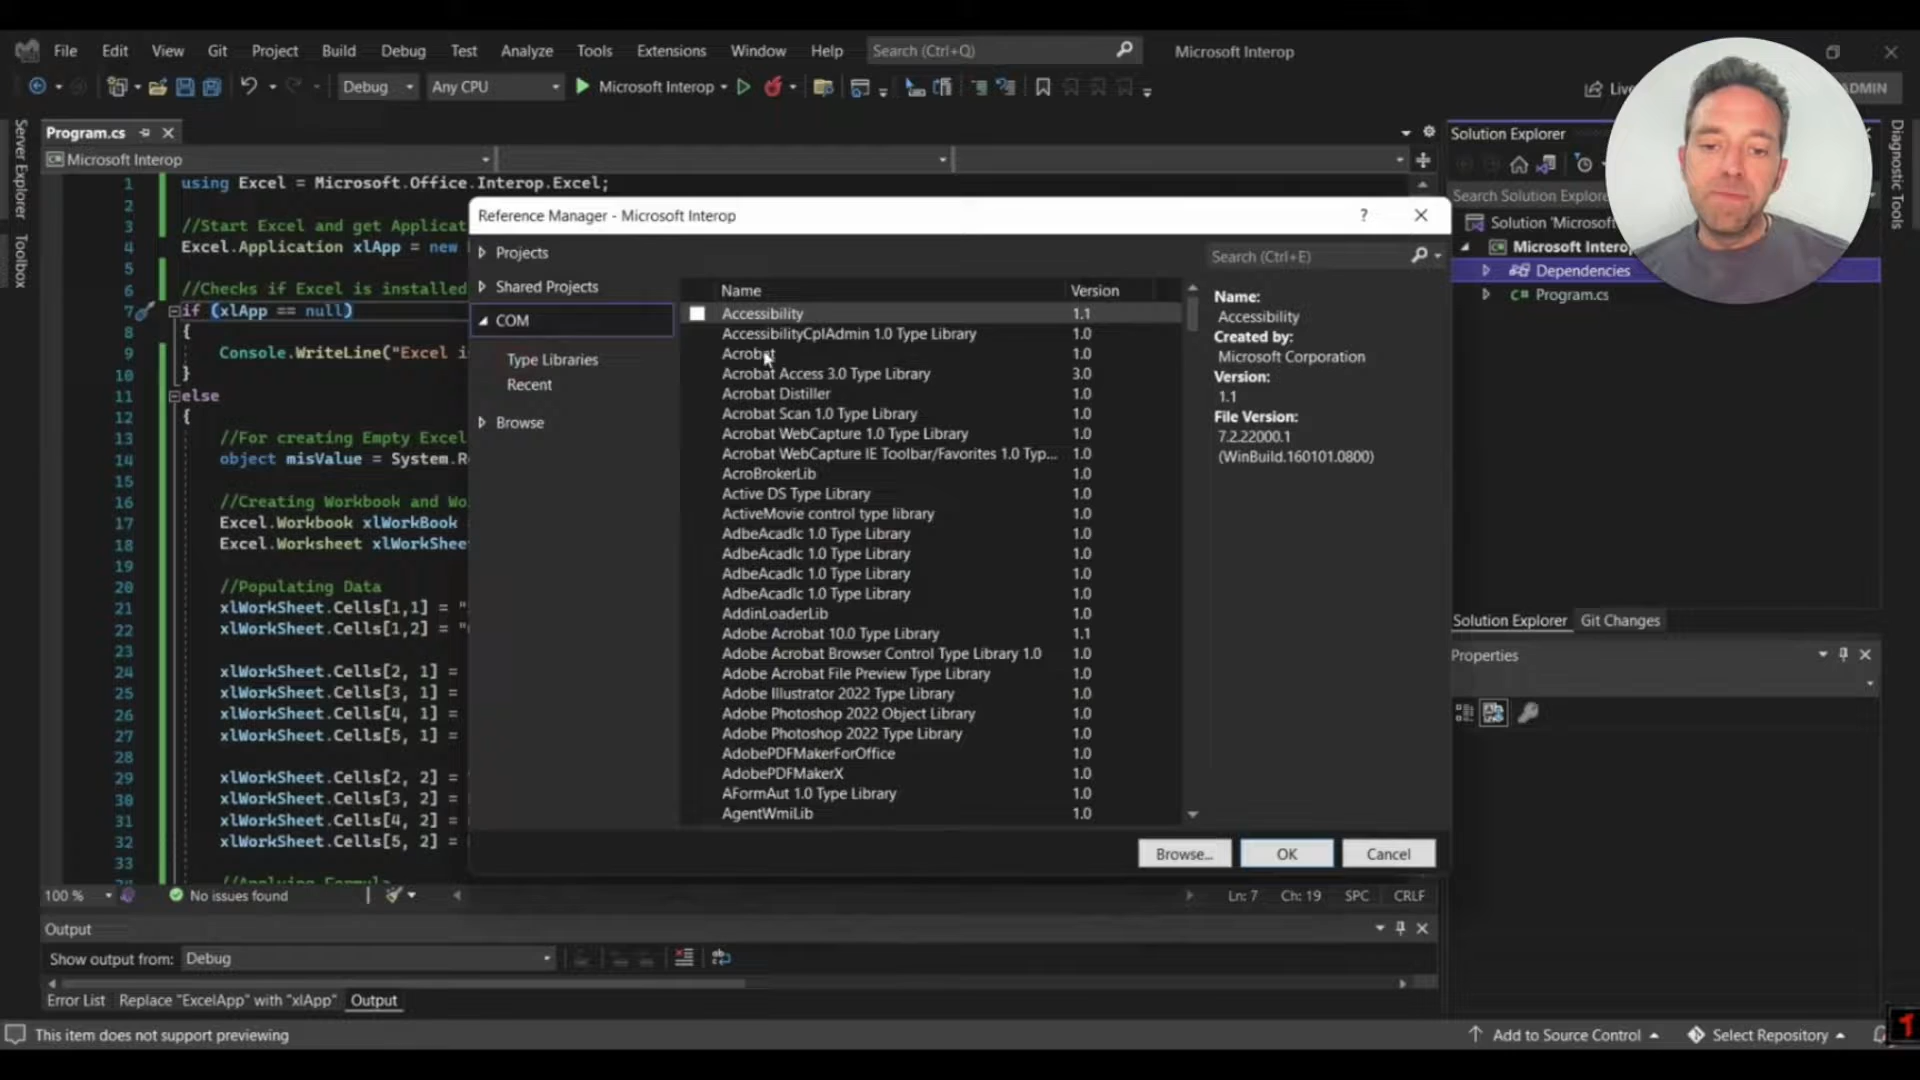 File Edit View Git Project Build Debug Test Analyze Tools Extensions Window Help Search (Ctrl+Q) Microsoft Interop
Debug Any CPU Microsoft Interop Live ADMIN
Server Explorer
Toolbox
Program.cs
Microsoft Interop
1 using Excel = Microsoft.Office.Interop.Excel;
2
3 //Start Excel and get Applicat
4 Excel.Application xlApp = new
5
6 //Checks if Excel is installed
7 if (xlApp == null)
8 {
9 Console.WriteLine("Excel i
10 }
11 else
12 {
13 //For creating Empty Excel
14 object misValue = System.R
15
16 //Creating Workbook and Wo
17 Excel.Workbook xlWorkBook
18 Excel.Worksheet xlWorkShee
19
20 //Populating Data
21 xlWorkSheet.Cells[1,1] = "
22 xlWorkSheet.Cells[1,2] = "
23
24 xlWorkSheet.Cells[2, 1] =
25 xlWorkSheet.Cells[3, 1] =
26 xlWorkSheet.Cells[4, 1] =
27 xlWorkSheet.Cells[5, 1] =
28
29 xlWorkSheet.Cells[2, 2] =
30 xlWorkSheet.Cells[3, 2] =
31 xlWorkSheet.Cells[4, 2] =
32 xlWorkSheet.Cells[5, 2] =
33
Reference Manager - Microsoft Interop ?
Projects
Shared Projects
COM
Type Libraries
Recent
Browse
Search (Ctrl+E)
Name Version
Accessibility 1.1
AccessibilityCplAdmin 1.0 Type Library 1.0
Acrobat 1.0
Acrobat Access 3.0 Type Library 3.0
Acrobat Distiller 1.0
Acrobat Scan 1.0 Type Library 1.0
Acrobat WebCapture 1.0 Type Library 1.0
Acrobat WebCapture IE Toolbar/Favorites 1.0 Typ... 1.0
AcroBrokerLib 1.0
Active DS Type Library 1.0
ActiveMovie control type library 1.0
AdbeAcadIc 1.0 Type Library 1.0
AdbeAcadIc 1.0 Type Library 1.0
AdbeAcadIc 1.0 Type Library 1.0
AdbeAcadIc 1.0 Type Library 1.0
AddinLoaderLib 1.0
Adobe Acrobat 10.0 Type Library 1.1
Adobe Acrobat Browser Control Type Library 1.0 1.0
Adobe Acrobat File Preview Type Library 1.0
Adobe Illustrator 2022 Type Library 1.0
Adobe Photoshop 2022 Object Library 1.0
Adobe Photoshop 2022 Type Library 1.0
AdobePDFMakerForOffice 1.0
AdobePDFMakerX 1.0
AFormAut 1.0 Type Library 1.0
AgentWmiLib 1.0
Name:
Accessibility
Created by:
Microsoft Corporation
Version:
1.1
File Version:
7.2.22000.1
(WinBuild.160101.0800)
Browse... OK Cancel
Solution Explorer
Search Solution Explore
Solution 'Microsoft
Microsoft Interop
Dependencies
C# Program.cs
Diagnostic Tools
Solution Explorer Git Changes
Properties
100 % No issues found Ln: 7 Ch: 19 SPC CRLF
Output
Show output from: Debug
Error List Replace "ExcelApp" with "xlApp" Output
This item does not support previewing Add to Source Control Select Repository 1